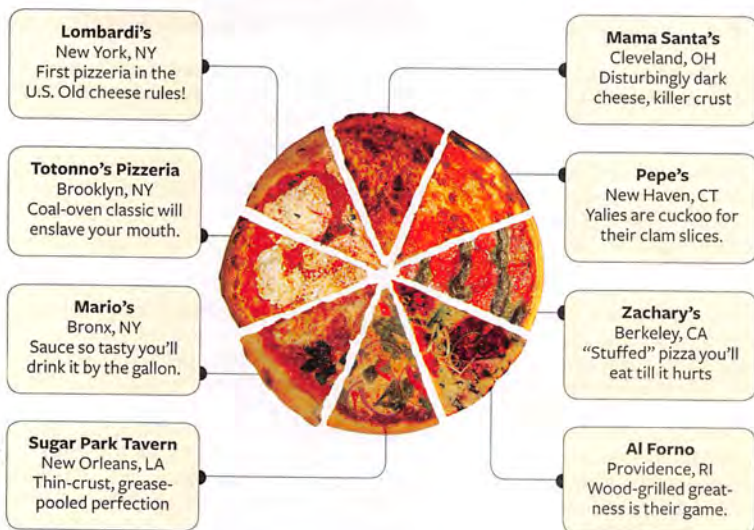 Lombardi's
New York, NY
First pizzeria in the
U.S. Old cheese rules!
Totonno's Pizzeria
Brooklyn, NY
Coal-oven classic will
enslave your mouth.
Mario's
Bronx, NY
Sauce so tasty you'll
drink it by the gallon.
Sugar Park Tavern
New Orleans, LA
Thin-crust, grease-
pooled perfection
Mama Santa's
Cleveland, OH
Disturbingly dark
cheese, killer crust
Pepe's
New Haven, CT
Yalies are cuckoo for
their clam slices.
Zachary's
Berkeley, CA
"Stuffed" pizza you'll
eat till it hurts
Al Forno
Providence, RI
Wood-grilled great-
ness is their game.